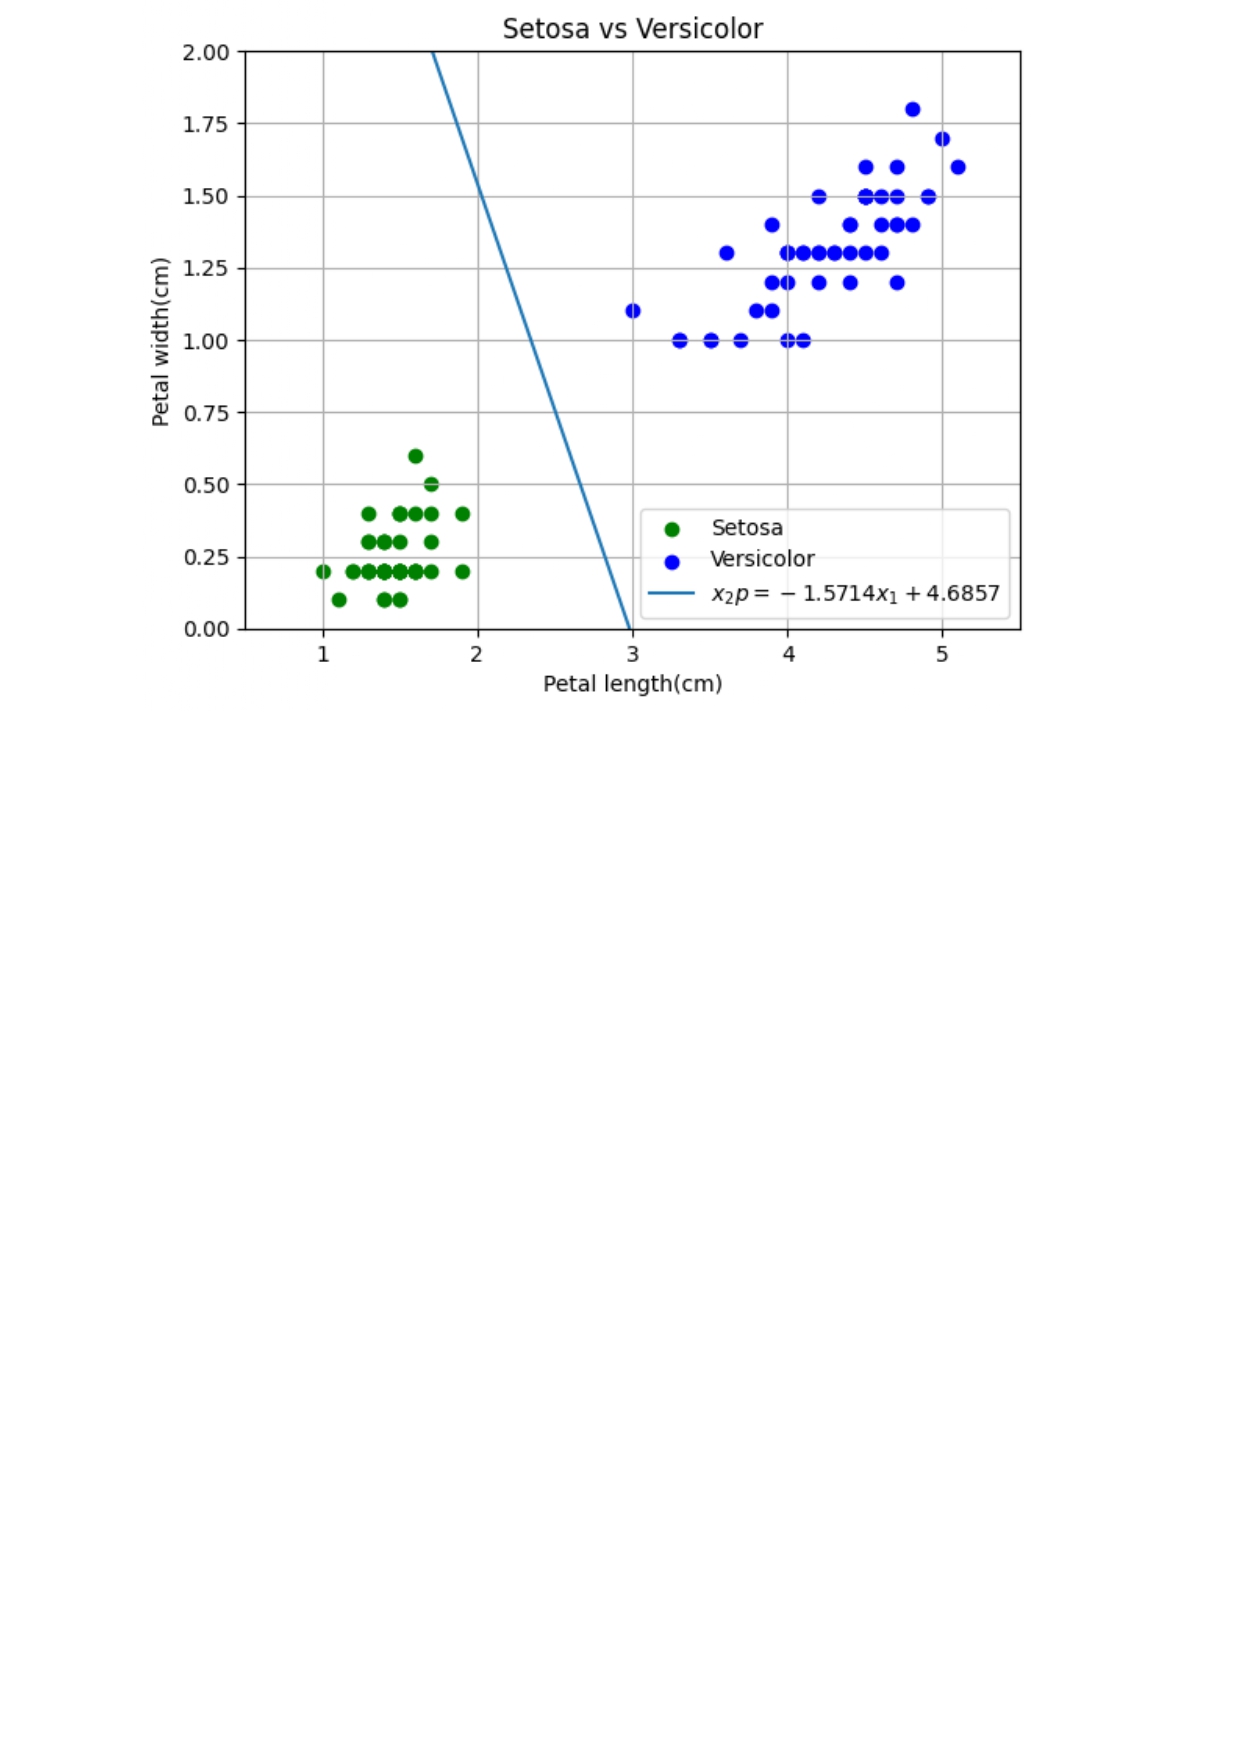 Setosa vs Versicolor
2.00
1.75
1.50
1.25
1.00
0.75
0.50
0.25
0.00
Petal width(cm)
Setosa
Versicolor
x₂p = − 1.5714x₁ + 4.6857
1 2 3 4 5
Petal length(cm)